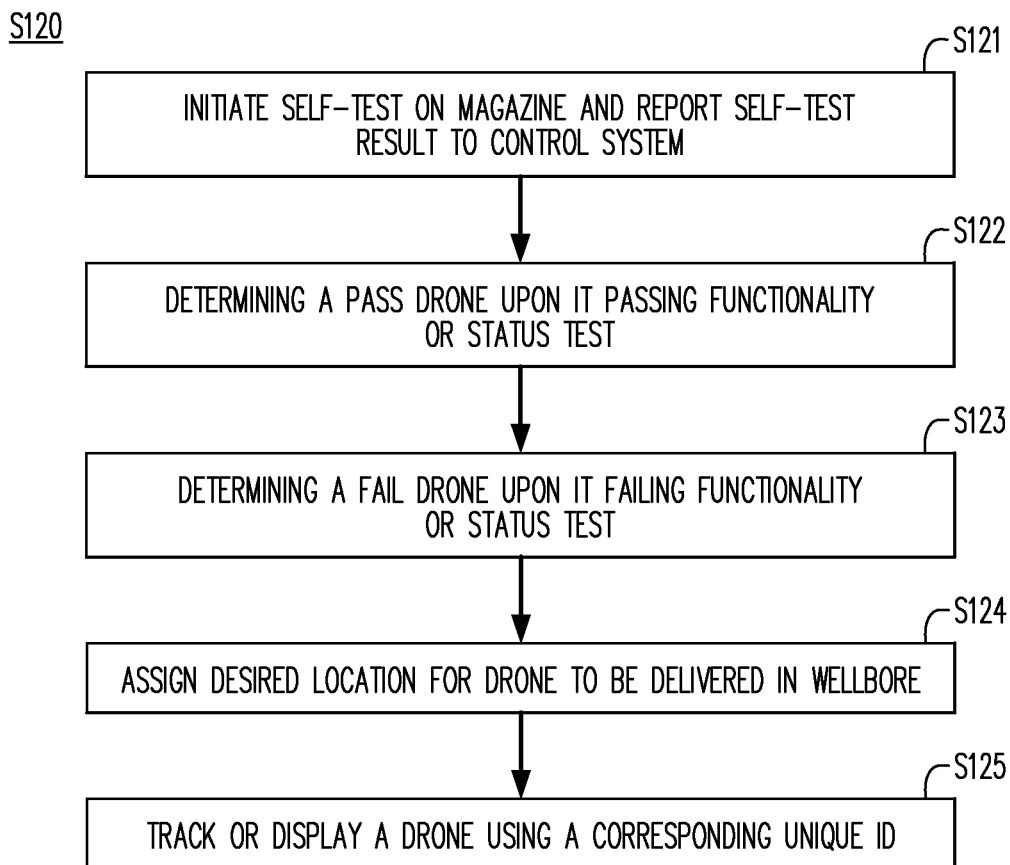 S120
S121
INITIATE SELF-TEST ON MAGAZINE AND REPORT SELF-TEST
RESULT TO CONTROL SYSTEM
S122
DETERMINING A PASS DRONE UPON IT PASSING FUNCTIONALITY
OR STATUS TEST
S123
DETERMINING A FAIL DRONE UPON IT FAILING FUNCTIONALITY
OR STATUS TEST
S124
ASSIGN DESIRED LOCATION FOR DRONE TO BE DELIVERED IN WELLBORE
S125
TRACK OR DISPLAY A DRONE USING A CORRESPONDING UNIQUE ID